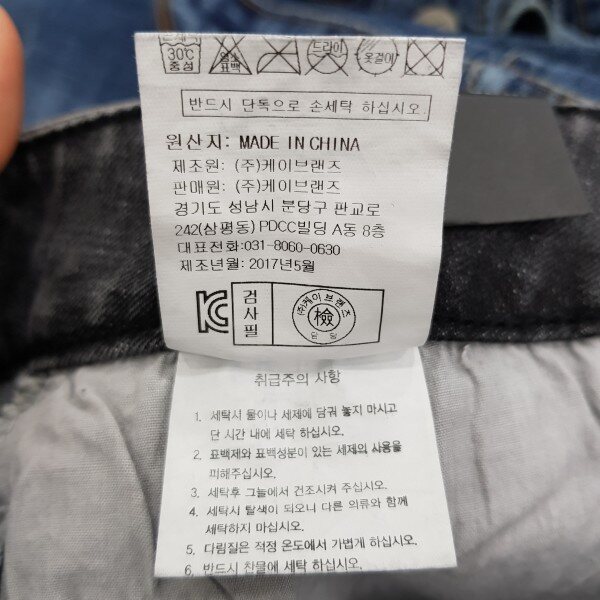 손세탁
30℃
중성
염소
표백
드라이
옷걸이
반드시 단독으로 손세탁 하십시오.
원산지: MADE IN CHINA
제조원: (주)케이브랜즈
판매원: (주)케이브랜즈
경기도 성남시 분당구 판교로
242(삼평동) PDCC빌딩 A동 8층
대표전화:031-8060-0630
제조년월: 2017년5월
검사필
(주)케이브랜즈
檢
취급주의 사항
1. 세탁시 물이나 세제에 담궈 놓지 마시고
단 시간 내에 세탁 하십시오.
2. 표백제와 표백성분이 있는 세제의 사용을
피해주십시오.
3. 세탁후 그늘에서 건조시켜 주십시오.
4. 세탁시 탈색이 되오니 다른 의류와 함께
세탁하지 마십시오.
5. 다림질은 적정 온도에서 가볍게 하십시오.
6. 반드시 찬물에 세탁 하십시오.